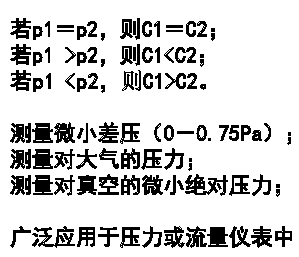 若p1＝p2，则C1＝C2；
若p1 >p2，则C1<C2；
若p1 <p2，则C1>C2。
测量微小差压（0－0.75Pa）；
测量对大气的压力；
测量对真空的微小绝对压力；
广泛应用于压力或流量仪表中